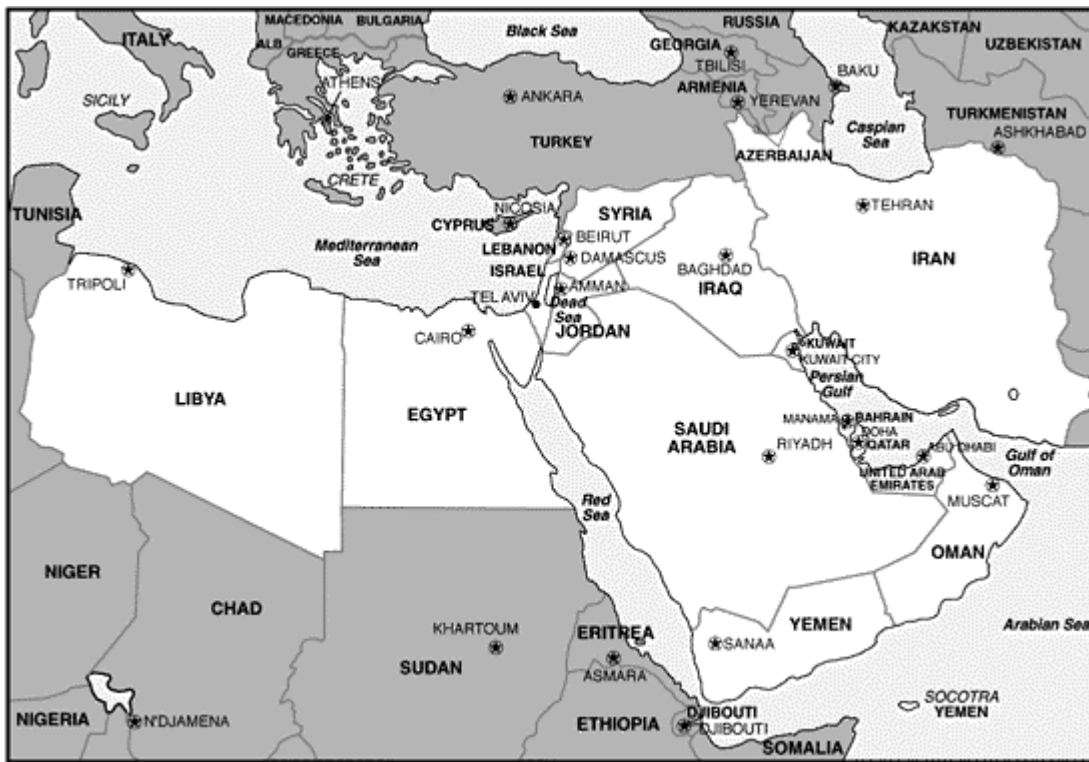 MACEDONIA
BULGARIA
Black Sea
RUSSIA
KAZAKSTAN
UZBEKISTAN
ITALY
ALB
GREECE
GEORGIA
TBILISI
BAKU
ATHENS
ANKARA
ARMENIA
YEREVAN
TURKMENISTAN
SICILY
TURKEY
Caspian
Sea
ASHKHABAD
AZERBAIJAN
CRETE
TUNISIA
NICOSIA
CYPRUS
SYRIA
TEHRAN
Mediterranean
Sea
LEBANON
BEIRUT
ISRAEL
DAMASCUS
BAGHDAD
IRAN
TRIPOLI
AMMAN
IRAQ
TEL AVIV
Dead
Sea
CAIRO
JORDAN
KUWAIT
KUWAIT CITY
Persian
Gulf
LIBYA
EGYPT
SAUDI
ARABIA
MANAMA
BAHRAIN
DOHA
QATAR
RIYADH
ABU DHABI
Gulf of
Oman
UNITED ARAB
EMIRATES
MUSCAT
Red
Sea
OMAN
NIGER
CHAD
KHARTOUM
SUDAN
ERITREA
ASMARA
YEMEN
SANAA
Arabian Sea
NIGERIA
N'DJAMENA
ETHIOPIA
DJIBOUTI
DJIBOUTI
SOCOTRA
YEMEN
SOMALIA